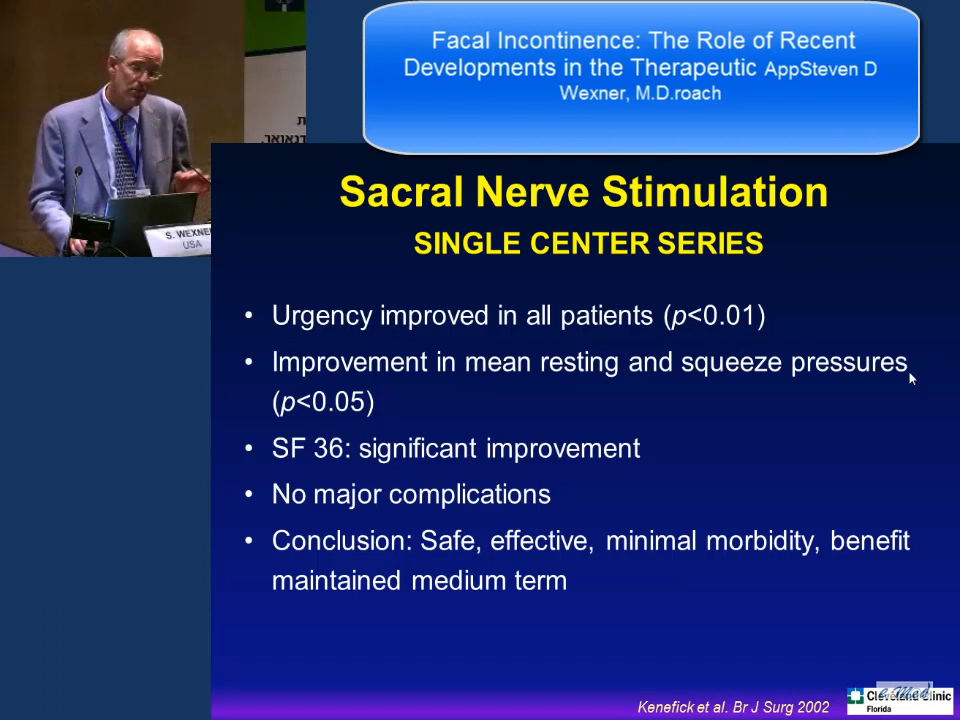 Facal Incontinence: The Role of Recent
Developments in the Therapeutic AppSteven D
Wexner, M.D.roach
S. WEXNE
USA
Sacral Nerve Stimulation
SINGLE CENTER SERIES
• Urgency improved in all patients (p<0.01)
• Improvement in mean resting and squeeze pressures
(p<0.05)
• SF 36: significant improvement
• No major complications
• Conclusion: Safe, effective, minimal morbidity, benefit
maintained medium term
Kenefick et al. Br J Surg 2002
Cleveland Clinic
Florida
e-Med